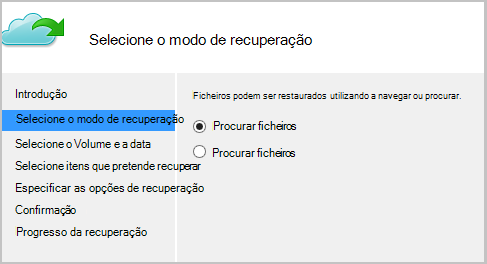 Selecione o modo de recuperação
Introdução
Selecione o modo de recuperação
Selecione o Volume e a data
Selecione itens que pretende recuperar
Especificar as opções de recuperação
Confirmação
Progresso da recuperação
Ficheiros podem ser restaurados utilizando a navegar ou procurar.
Procurar ficheiros
Procurar ficheiros